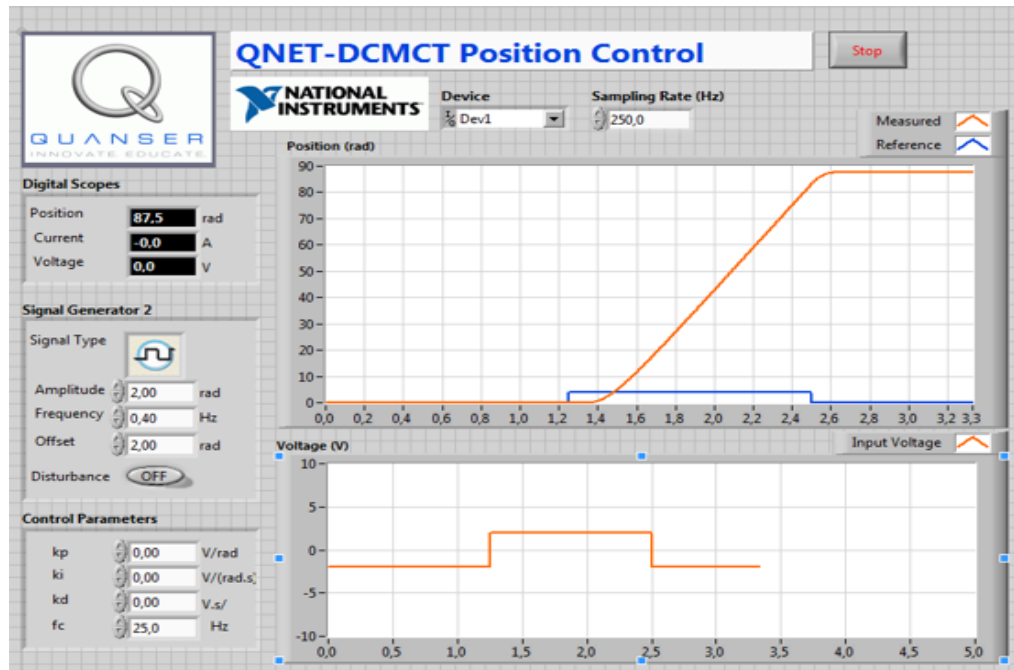 QNET-DCMCT Position Control
Stop
QUANSER
INNOVATE. EDUCATE.
NATIONAL
INSTRUMENTS
Device
Dev1
Sampling Rate (Hz)
250,0
Measured
Reference
Digital Scopes
Position 87,5 rad
Current -0,0 A
Voltage 0,0 V
Signal Generator 2
Signal Type
Amplitude 2,00 rad
Frequency 0,40 Hz
Offset 2,00 rad
Disturbance OFF
Control Parameters
kp 0,00 V/rad
ki 0,00 V/(rad.s)
kd 0,00 V.s/
fc 25,0 Hz
Position (rad)
90
80
70
60
50
40
30
20
10
0
0,0 0,2 0,4 0,6 0,8 1,0 1,2 1,4 1,6 1,8 2,0 2,2 2,4 2,6 2,8 3,0 3,2 3,3
Voltage (V)
Input Voltage
10
5
0
-5
-10
0,0 0,5 1,0 1,5 2,0 2,5 3,0 3,5 4,0 4,5 5,0